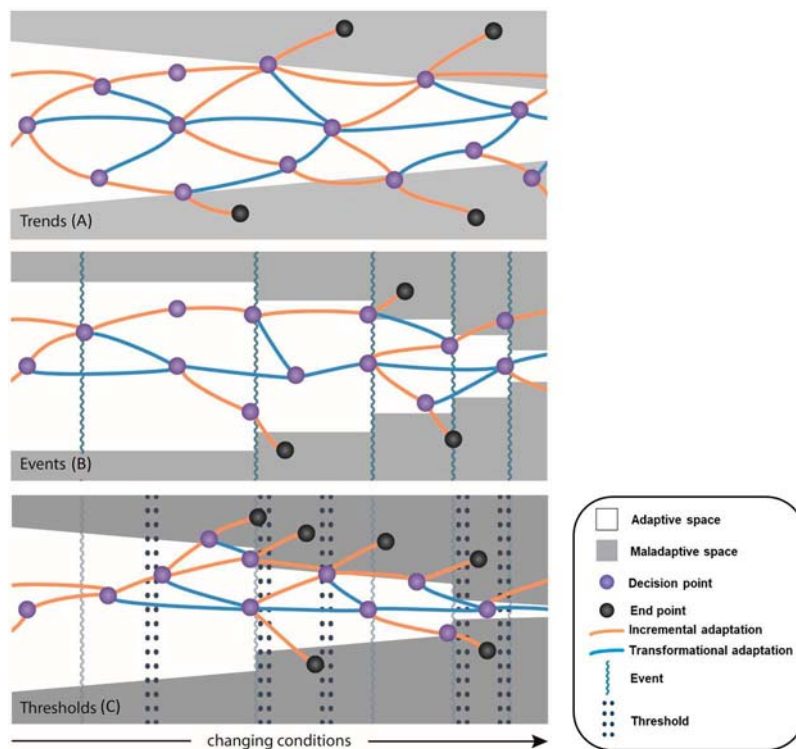 Trends (A)
Events (B)
Thresholds (C)
changing conditions
Adaptive space
Maladaptive space
Decision point
End point
Incremental adaptation
Transformational adaptation
Event
Threshold